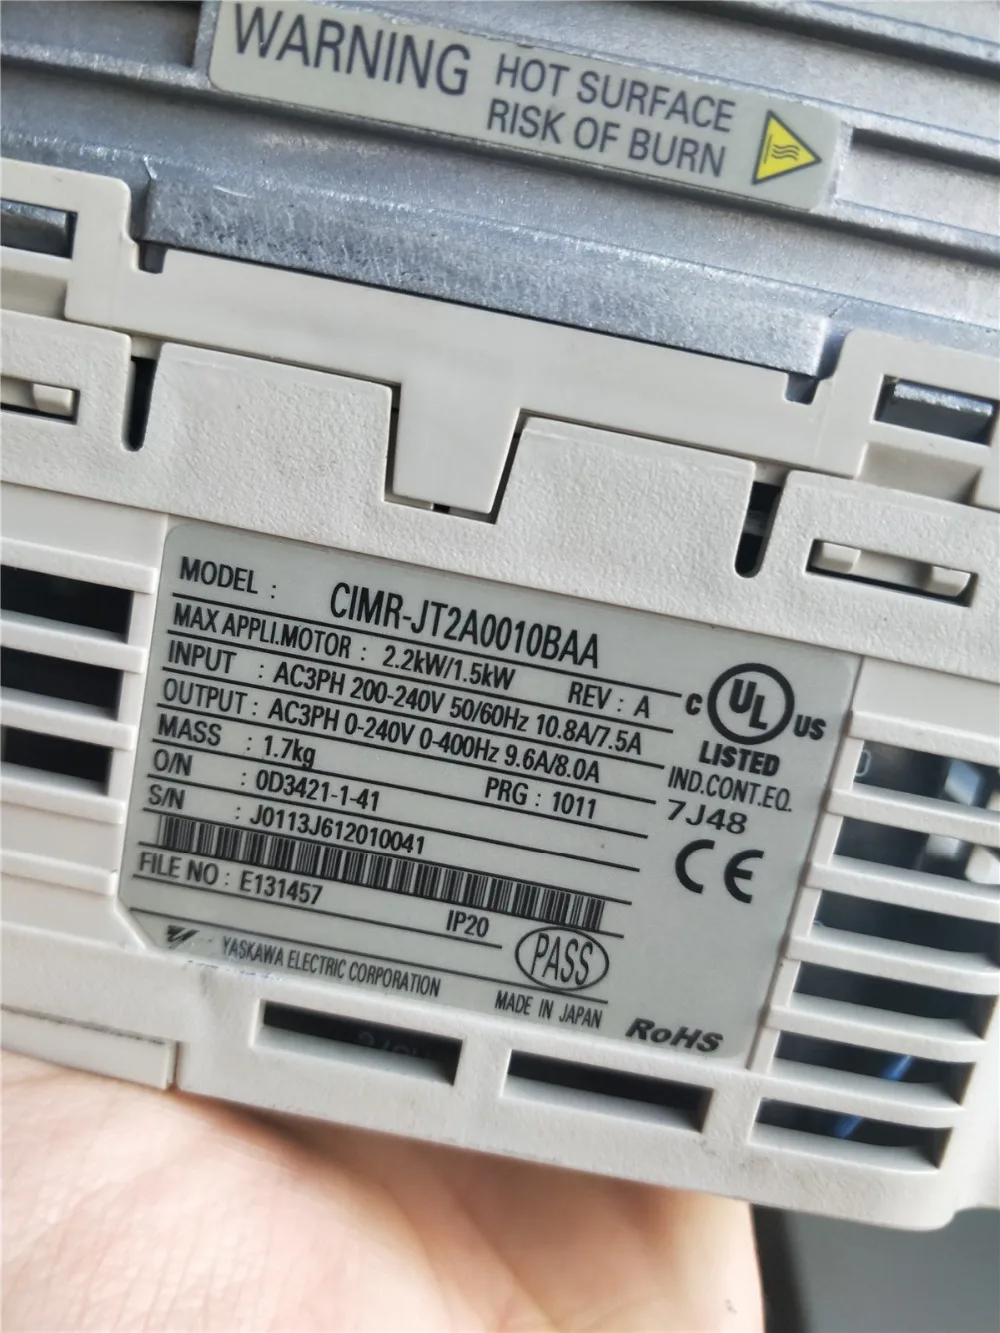 WARNING HOT SURFACE
RISK OF BURN
MODEL : CIMR-JT2A0010BAA
MAX APPLI.MOTOR : 2.2kW/1.5kW REV : A
INPUT : AC3PH 200-240V 50/60Hz 10.8A/7.5A
OUTPUT : AC3PH 0-240V 0-400Hz 9.6A/8.0A
MASS : 1.7kg PRG : 1011
O/N : 0D3421-1-41
S/N : J0113J612010041
FILE NO : E131457
IP20
PASS
YASKAWA ELECTRIC CORPORATION
MADE IN JAPAN
C UL US
LISTED
IND.CONT.EQ.
7J48
CE
RoHS